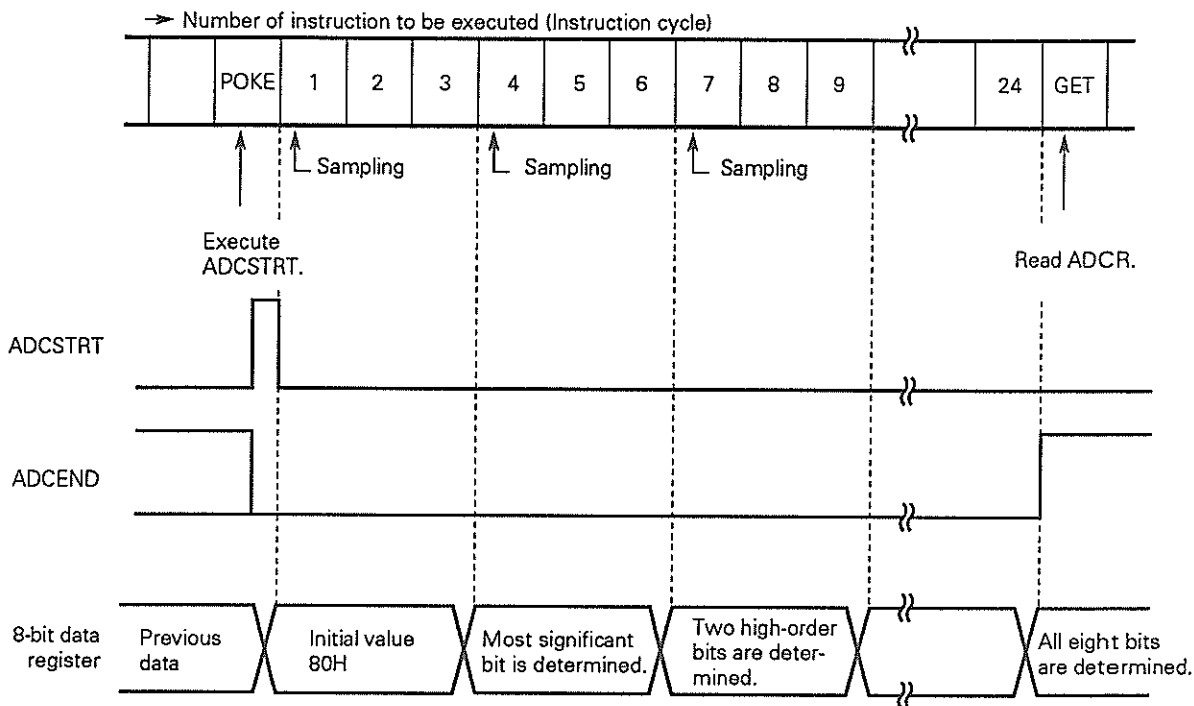 → Number of instruction to be executed (Instruction cycle)
POKE 1 2 3 4 5 6 7 8 9 24 GET
Sampling Sampling Sampling
Execute
ADCSTRT.
Read ADCR.
ADCSTRT
ADCEND
8-bit data
register
Previous
data
Initial value
80H
Most significant
bit is determined.
Two high-order
bits are deter-
mined.
All eight bits
are determined.